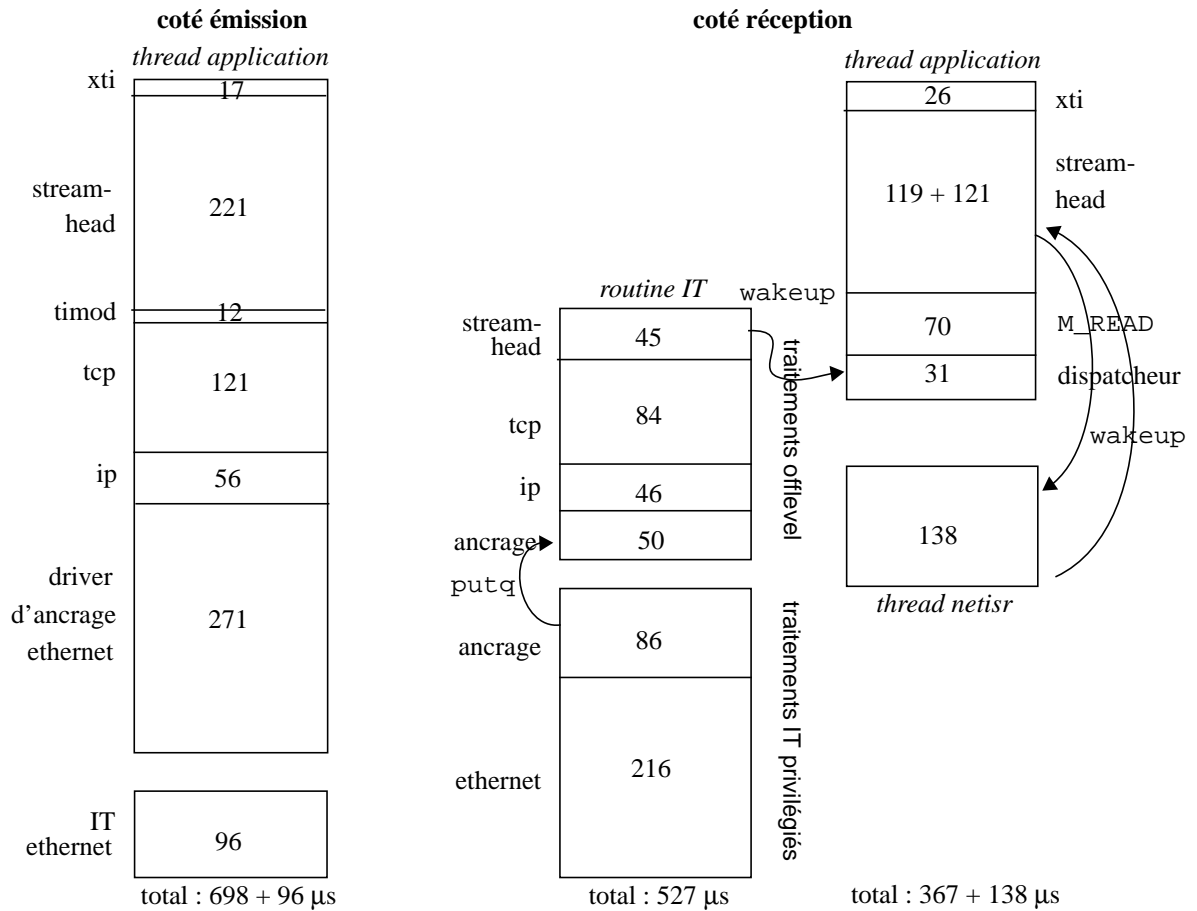 coté émission
thread application
xti
17
stream-
head
221
timod
12
tcp
121
ip
56
driver
d'ancrage
ethernet
271
IT
ethernet
96
total : 698 + 96 µs
coté réception
routine IT
stream-
head
45
tcp
84
ip
46
ancrage
50
putq
ancrage
86
ethernet
216
total : 527 µs
traitements offlevel
traitements IT privilégiés
wakeup
thread application
26
xti
119 + 121
stream-
head
70
M_READ
31
dispatcheur
wakeup
138
thread netisr
total : 367 + 138 µs